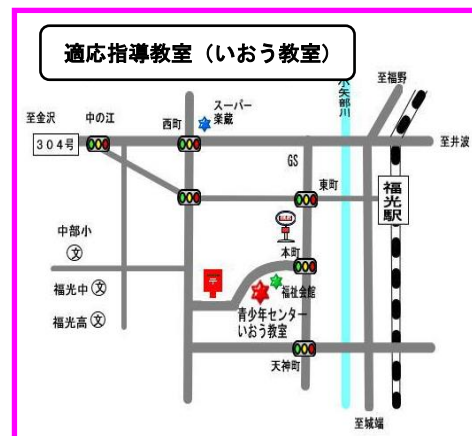 適応指導教室（いおう教室）
小矢部川
至福野
スーパー
楽蔵
至金沢
中の江
西町
304号
至井波
GS
東町
福光駅
中部小
文
本町
福光中 文
〒
福祉会館
福光高 文
青少年センター
いおう教室
天神町
至城端